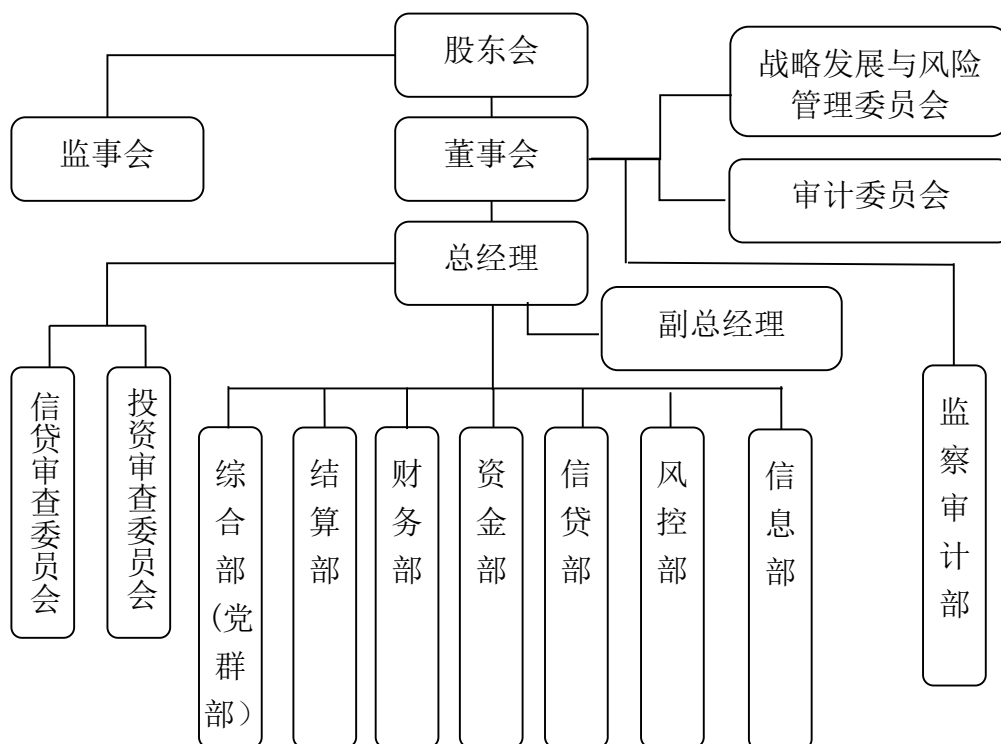 股东会
战略发展与风险
管理委员会
监事会
董事会
审计委员会
总经理
副总经理
信贷审查委员会
投资审查委员会
综合部(党群部）
结算部
财务部
资金部
信贷部
风控部
信息部
监察审计部